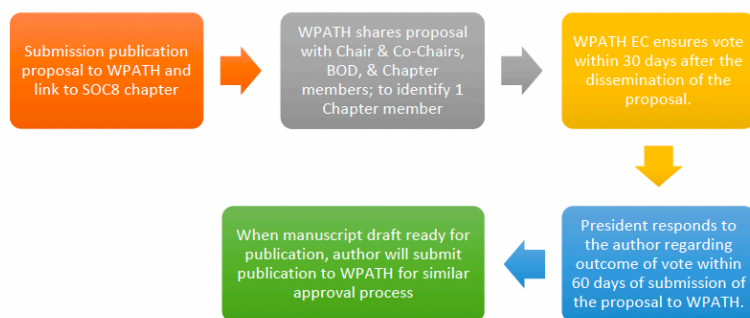 Submission publication
proposal to WPATH and
link to SOC8 chapter
WPATH shares proposal
with Chair & Co-Chairs,
BOD, & Chapter
members; to identify 1
Chapter member
WPATH EC ensures vote
within 30 days after the
dissemination of the
proposal.
President responds to
the author regarding
outcome of vote within
60 days of submission of
the proposal to WPATH.
When manuscript draft ready for
publication, author will submit
publication to WPATH for similar
approval process